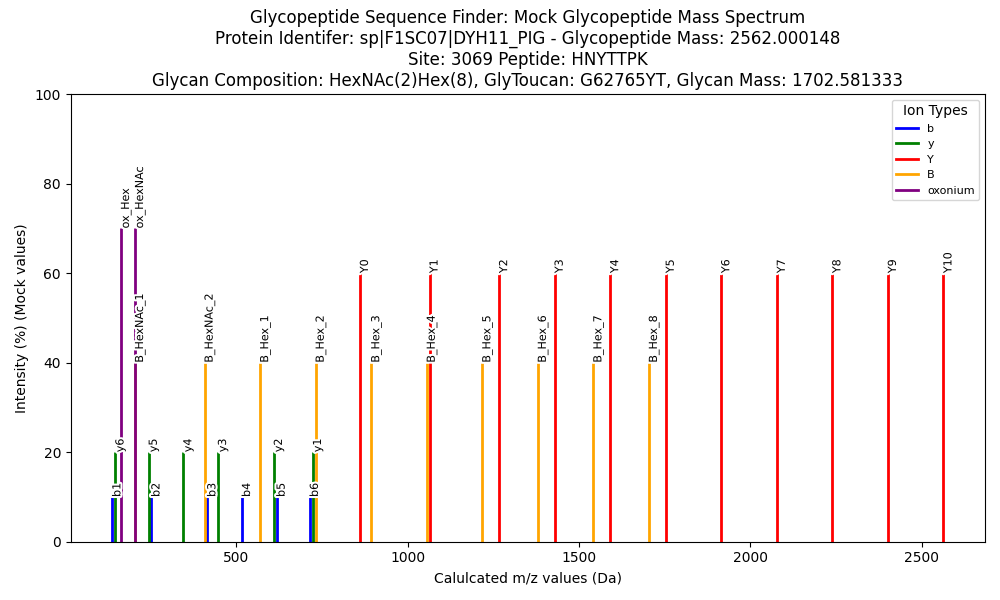 Glycopeptide Sequence Finder: Mock Glycopeptide Mass Spectrum
Protein Identifer: sp|F1SC07|DYH11_PIG - Glycopeptide Mass: 2562.000148
Site: 3069 Peptide: HNYTTPK
Glycan Composition: HexNAc(2)Hex(8), GlyToucan: G62765YT, Glycan Mass: 1702.581333
Intensity (%) (Mock values)
100
80
60
40
20
0
Ion Types
b
y
Y
B
oxonium
ox_Hex
ox_HexNAc
B_HexNAc_1
B_HexNAc_2
B_Hex_1
B_Hex_2
B_Hex_3
B_Hex_4
B_Hex_5
B_Hex_6
B_Hex_7
B_Hex_8
Y0
Y1
Y2
Y3
Y4
Y5
Y6
Y7
Y8
Y9
Y10
y6
y5
y4
y3
y2
y1
b1
b2
b3
b4
b5
b6
500
1000
1500
2000
2500
Calulcated m/z values (Da)